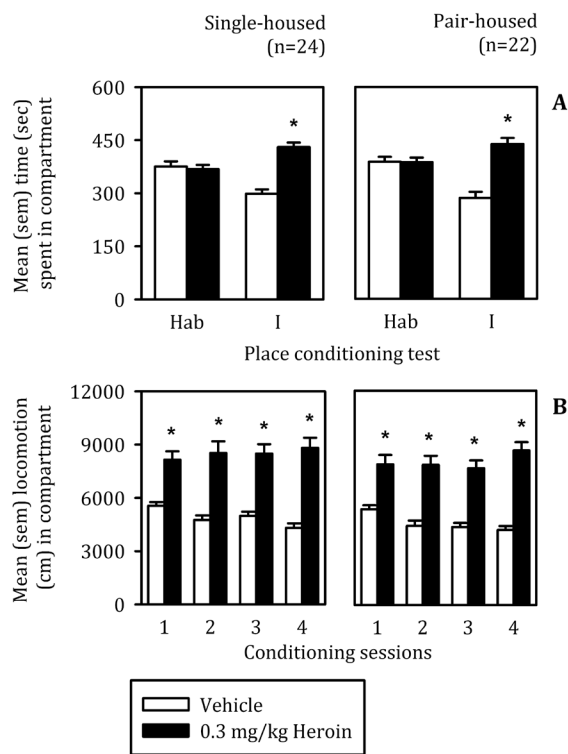 Single-housed
(n=24)
Pair-housed
(n=22)
A
Mean (sem) time (sec)
spent in compartment
600
450
300
150
0
*
*
Hab I
Hab I
Place conditioning test
B
Mean (sem) locomotion
(cm) in compartment
12000
9000
6000
3000
0
* * * *
* * * *
1 2 3 4
1 2 3 4
Conditioning sessions
Vehicle
0.3 mg/kg Heroin